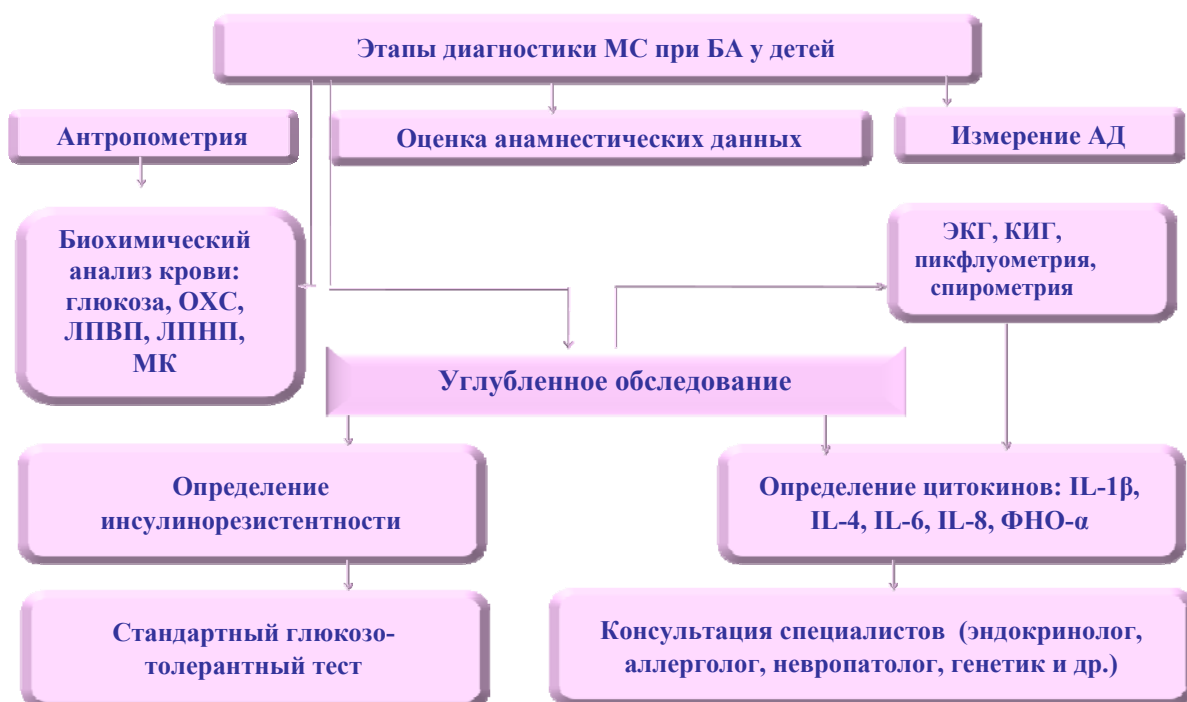 Этапы диагностики МС при БА у детей
Антропометрия
Оценка анамнестических данных
Измерение АД
Биохимический
анализ крови:
глюкоза, ОХС,
ЛПВП, ЛПНП,
МК
ЭКГ, КИГ,
пикфлуометрия,
спирометрия
Углубленное обследование
Определение
инсулинорезистентности
Определение цитокинов: IL-1β,
IL-4, IL-6, IL-8, ФНО-α
Стандартный глюкозо-
толерантный тест
Консультация специалистов (эндокринолог,
аллерголог, невропатолог, генетик и др.)